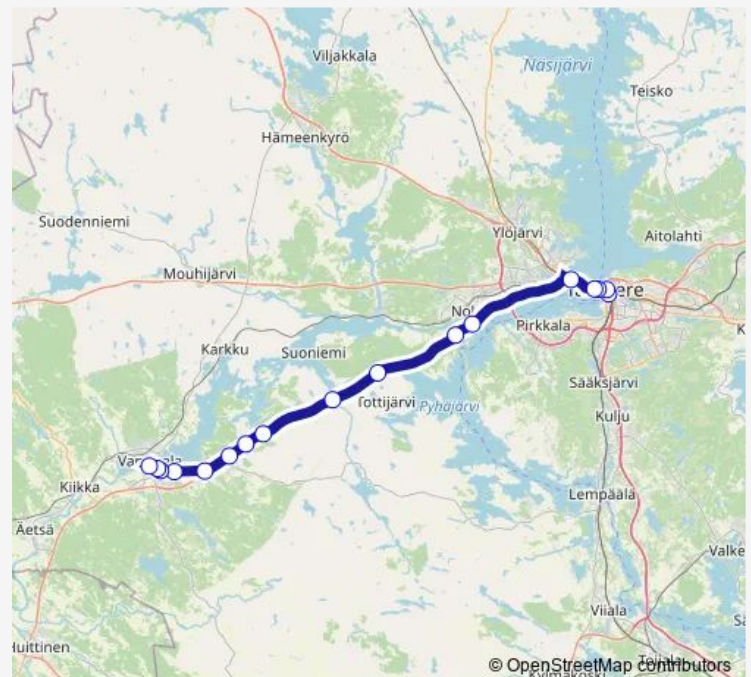 Viljakkala
Näsijärvi
Teisko
Hämeenkyrö
Suodenniemi
Ylöjärvi
Aitolahti
Mouhijärvi
Pirkkala
Karkku
Suoniemi
Sääksjärvi
Tottijärvi
Pyhäjärvi
Kulju
Kiikka
Lempäälä
Äetsä
Valke
Viiala
Huittinen
© OpenStreetMap contributors